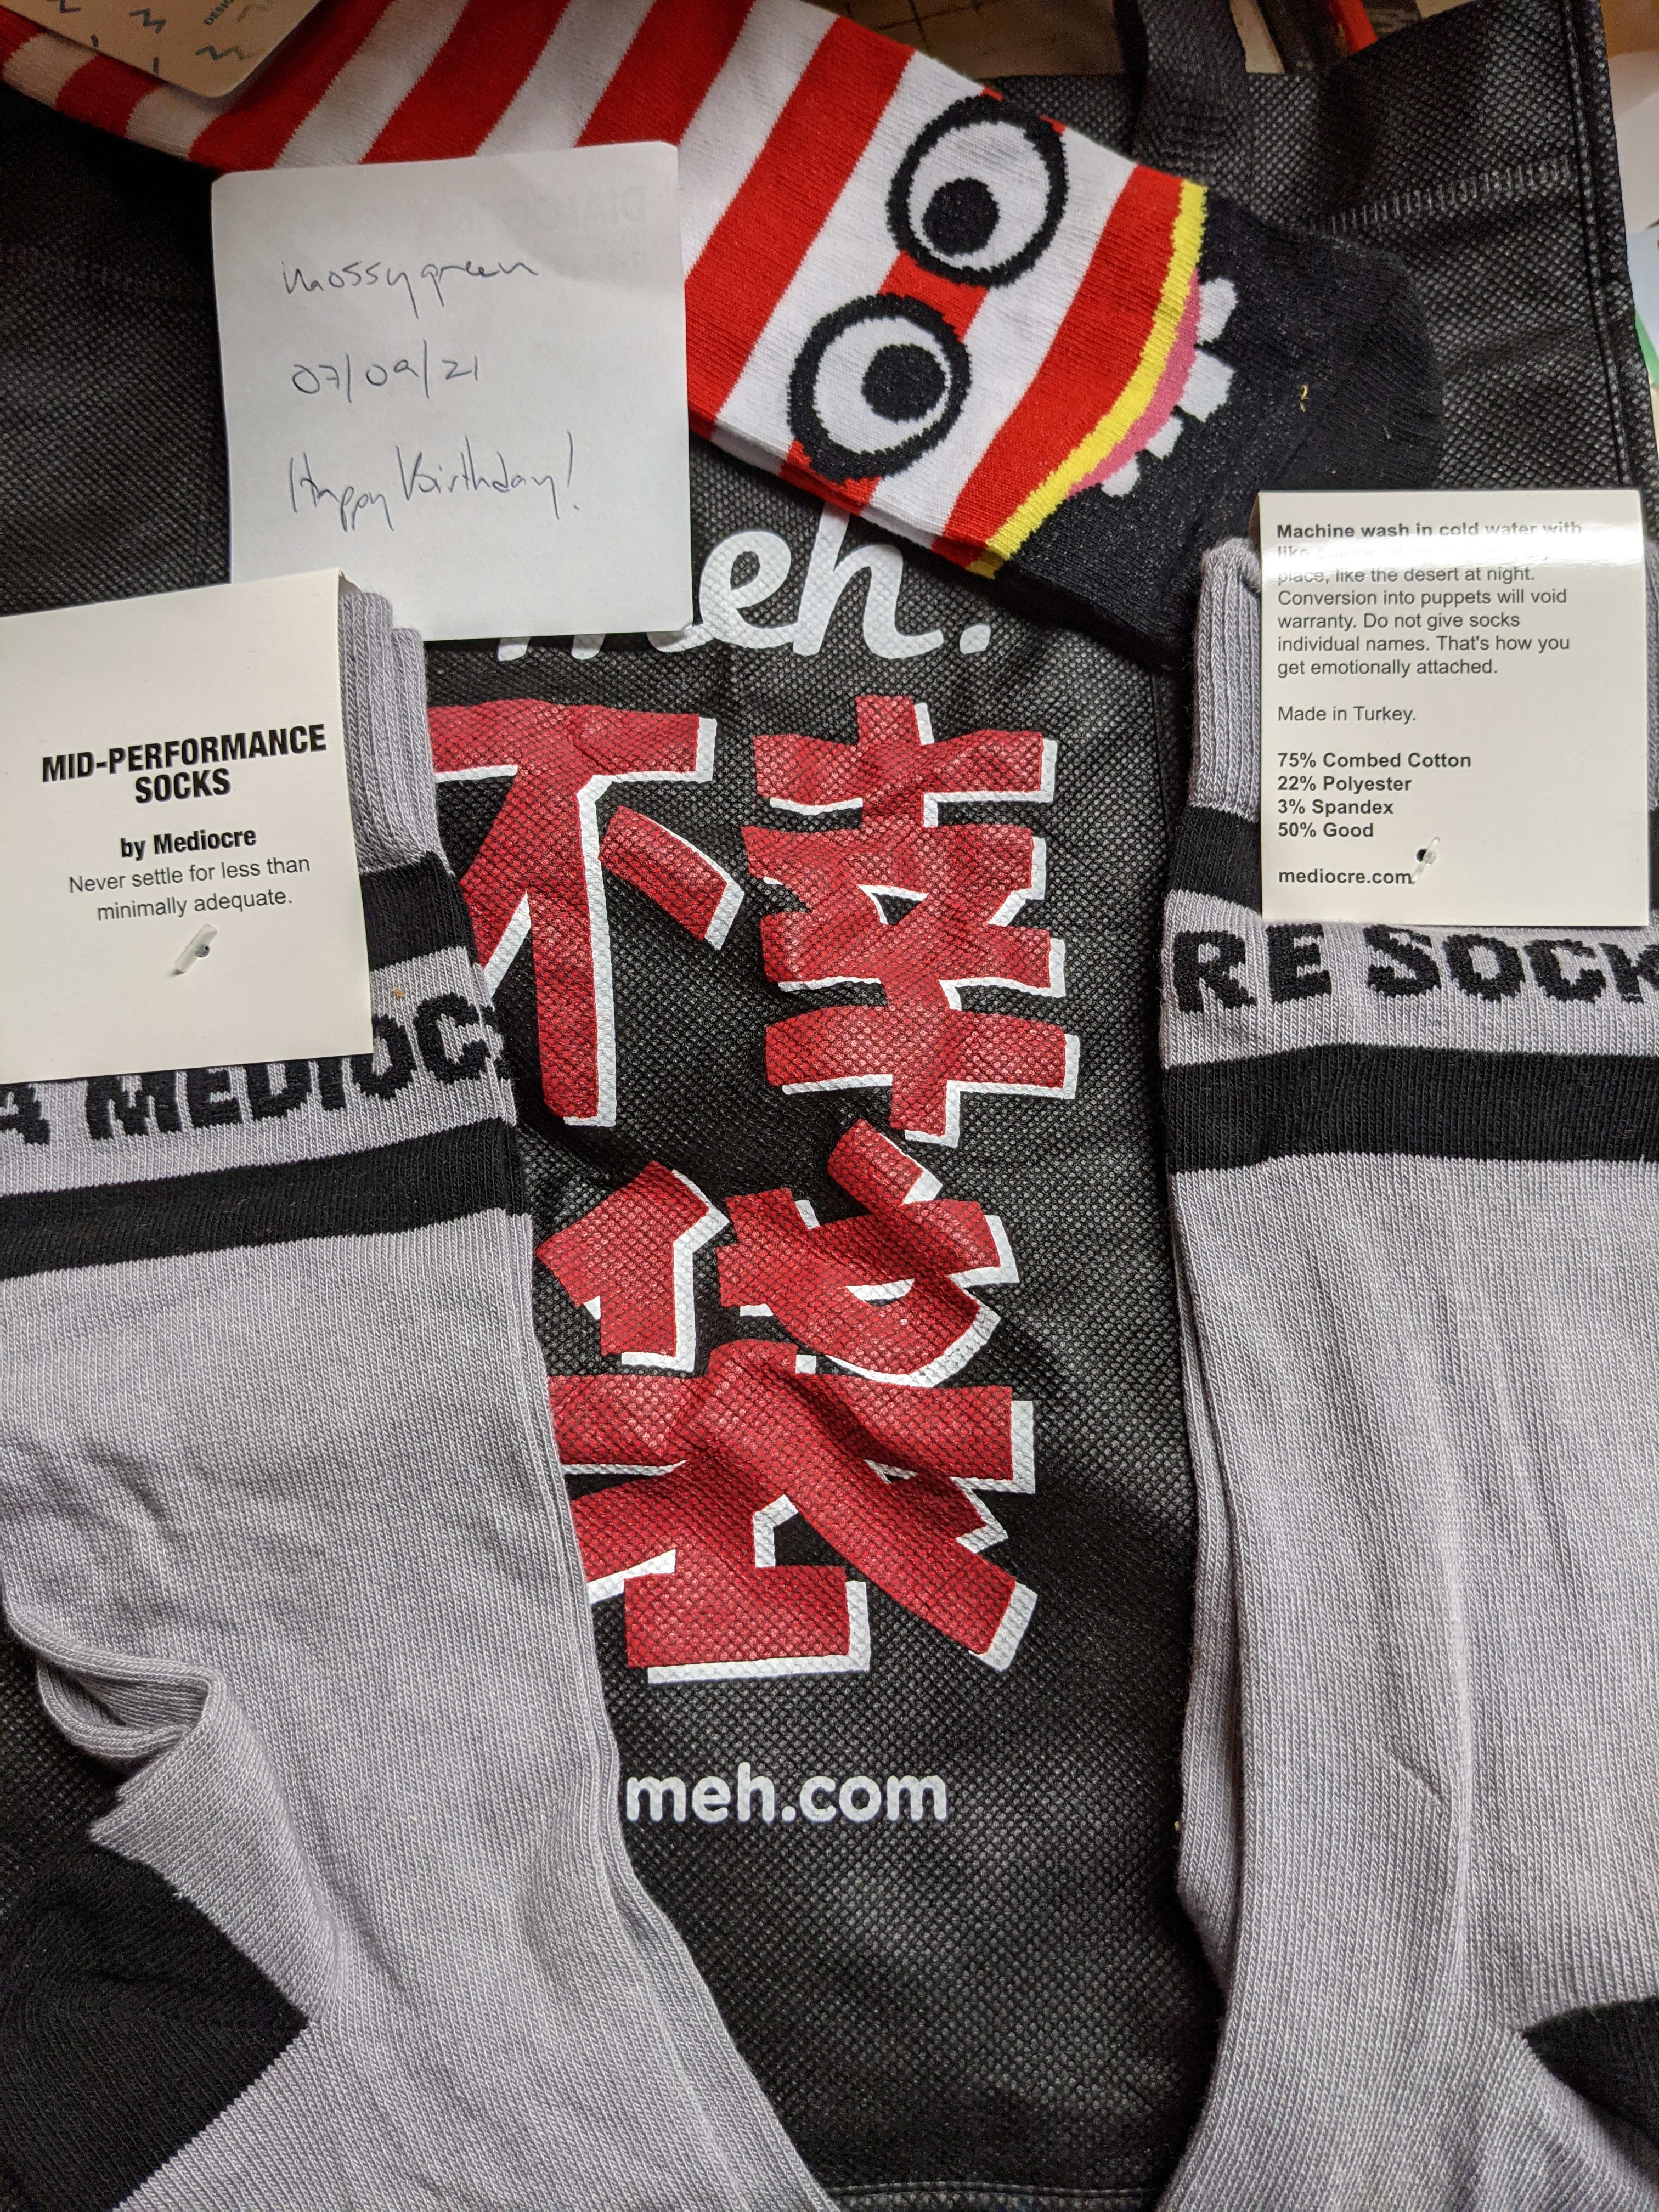 DESIG
mossygreen
07/09/21
Happy birthday!
meh.
不幸
袋
meh.com
MID-PERFORMANCE
SOCKS
by Mediocre
Never settle for less than
minimally adequate.
A MEDIOC
Machine wash in cold water with
like
place, like the desert at night.
Conversion into puppets will void
warranty. Do not give socks
individual names. That's how you
get emotionally attached.
Made in Turkey.
75% Combed Cotton
22% Polyester
3% Spandex
50% Good
mediocre.com
RE SOCK